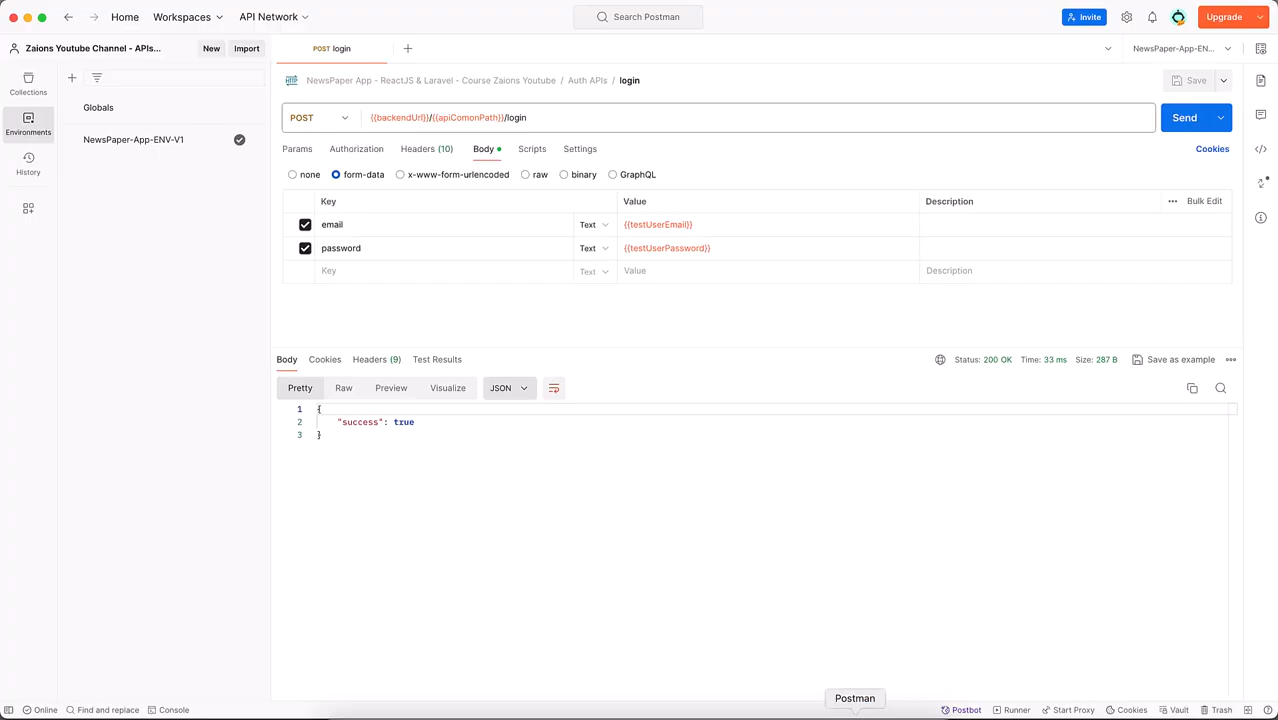 Home Workspaces API Network Search Postman Invite Upgrade
Zaions Youtube Channel - APIs... New Import POST login NewsPaper-App-EN...
Collections
Globals
Environments
NewsPaper-App-ENV-V1
History
NewsPaper App - ReactJS & Laravel - Course Zaions Youtube / Auth APIs / login Save
POST {{backendUrl}}/{{apiComonPath}}/login Send
Params Authorization Headers (10) Body Scripts Settings Cookies
none form-data x-www-form-urlencoded raw binary GraphQL
Key Value Description Bulk Edit
email Text {{testUserEmail}}
password Text {{testUserPassword}}
Key Text Value Description
Body Cookies Headers (9) Test Results Status: 200 OK Time: 33 ms Size: 287 B Save as example
Pretty Raw Preview Visualize JSON
1 {
2 "success": true
3 }
Postman
Online Find and replace Console Postbot Runner Start Proxy Cookies Vault Trash